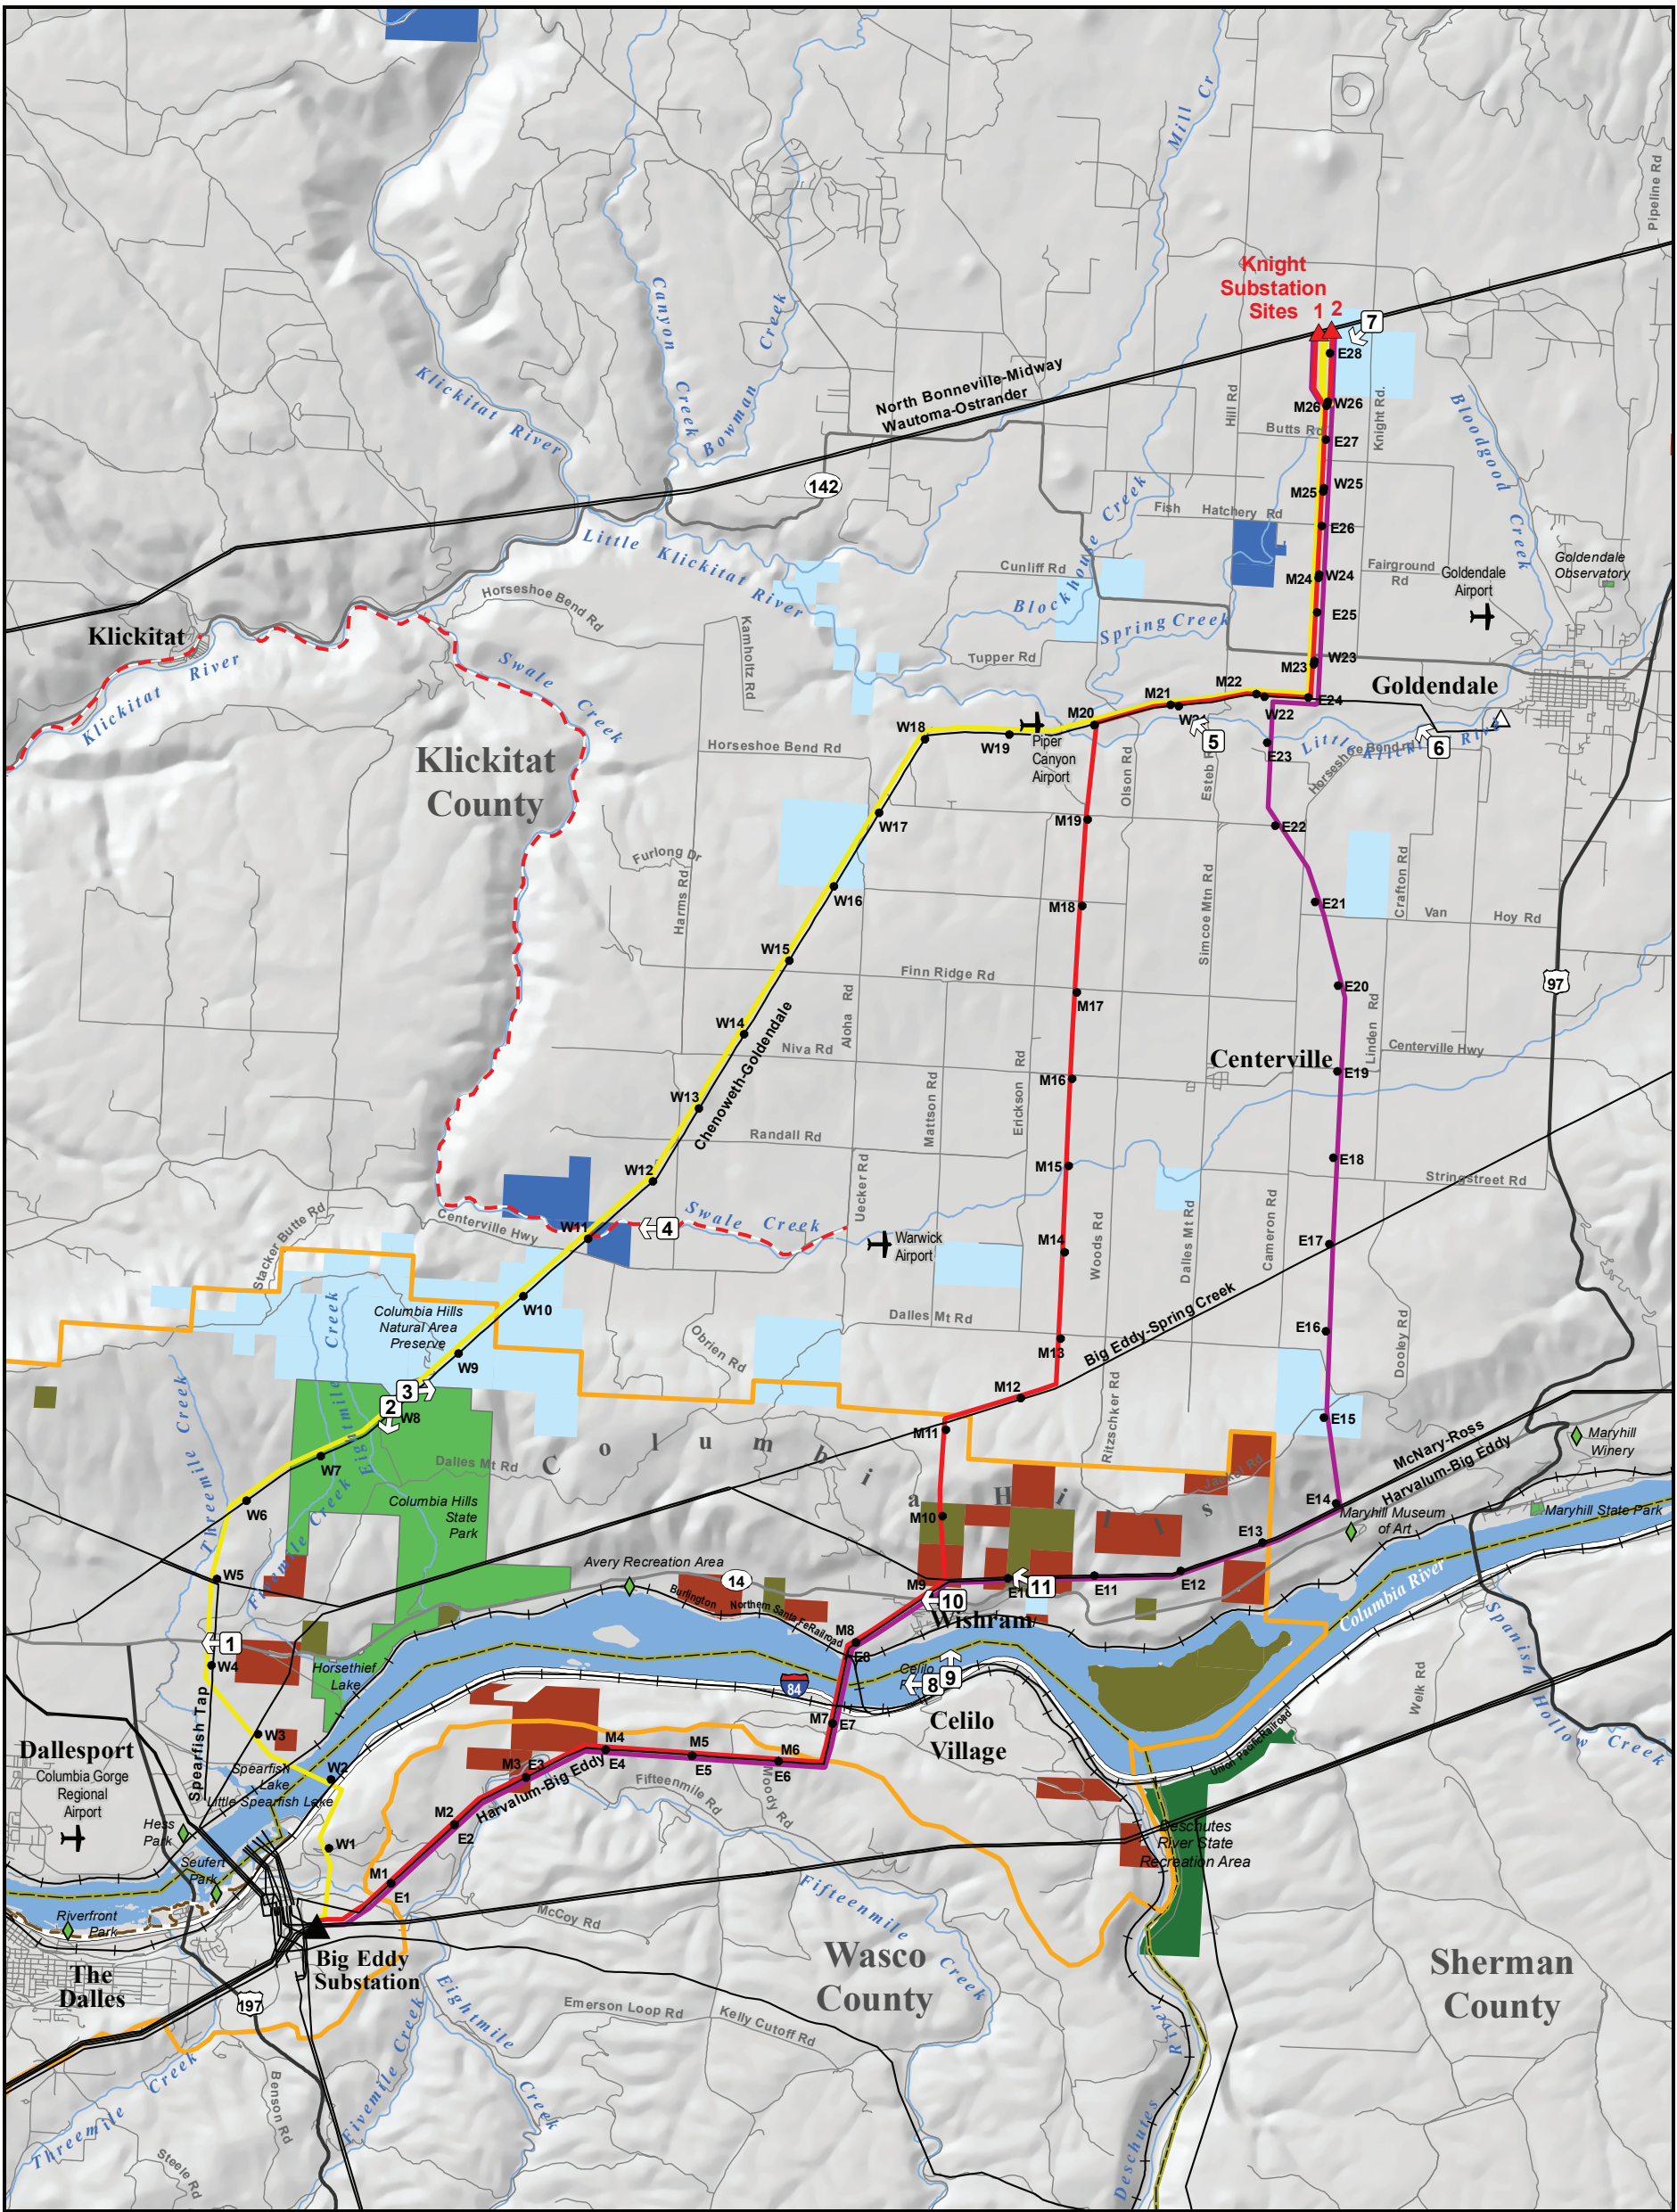 Mill Cr
Pipeline Rd
Knight
Substation
Sites 1 2
7
E28
Canyon
Creek
Bowman
Creek
Klickitat River
North Bonneville-Midway
Wautoma-Ostrander
Hill Rd
Knight Rd.
M26
W26
Butts Rd
E27
Bloodgood
Creek
142
W25
M25
Fish Hatchery Rd
E26
Little Klickitat River
Blockhouse Creek
Cunliff Rd
M24
W24
Fairground
Rd
Goldendale
Airport
Goldendale
Observatory
Horseshoe Bend Rd
Kamholtz Rd
E25
Spring Creek
Klickitat
Klickitat River
Swale Creek
Tupper Rd
M23
W23
M22
Goldendale
M21
E24
M20
W22
W18
W19
Piper
Canyon
Airport
5
6
Klickitat
County
Horseshoe Bend Rd
E23
Olson Rd
W17
M19
E22
Furlong Dr
Harms Rd
W16
M18
E21
Crafton Rd
Van Hoy Rd
Simcoe Mtn Rd
W15
Finn Ridge Rd
M17
E20
97
Aloha Rd
Linden Rd
W14
Niva Rd
Centerville
Centerville Hwy
Chenoweth-Goldendale
M16
E19
W13
Mattson Rd
Erickson Rd
Randall Rd
W12
M15
E18
Stringstreet Rd
Uecker Rd
Stacker Butte Rd
Centerville Hwy
W11
4
Swale Creek
Warwick
Airport
M14
Woods Rd
Dalles Mt Rd
Cameron Rd
E17
W10
Columbia Hills
Natural Area
Preserve
Dalles Mt Rd
Big Eddy-Spring Creek
E16
Dooley Rd
Obrien Rd
M13
W9
3
2
W8
Threemile Creek
Eightmile
Creek
M12
M11
Ritzschker Rd
E15
McNary-Ross
Harvalum-Big Eddy
Maryhill
Winery
W7
Dalles Mt Rd
Columbia Hills
Jackel Rd
W6
Columbia Hills
State
Park
M10
E14
Maryhill Museum
of Art
Maryhill State Park
Fivemile Creek
E13
W5
Avery Recreation Area
14
M9
11
E11
E12
10
Burlington Northern Santa Fe Railroad
Wishram
Columbia River
1
W4
M8
E8
Horsethief
Lake
84
8
9
Spanish Hollow Creek
Spearfish Tap
M7
E7
Celilo
Village
Welk Rd
W3
M4
E4
M5
E5
M6
E6
Dallesport
Columbia Gorge
Regional
Airport
Spearfish
Lake
W2
M3
E3
Union Pacific Railroad
Little Spearfish Lake
Harvalum-Big Eddy
Fifteenmile Rd
Moody Rd
M2
E2
Hess
Park
W1
Deschutes
River State
Recreation Area
Seufert
Park
M1
E1
Fifteenmile Creek
Riverfront
Park
McCoy Rd
Big Eddy
Substation
Wasco
County
Sherman
County
The
Dalles
197
Eightmile
Creek
Emerson Loop Rd
Kelly Cutoff Rd
Fivemile Creek
Threemile Creek
Benson Rd
Steele Rd
Deschutes River